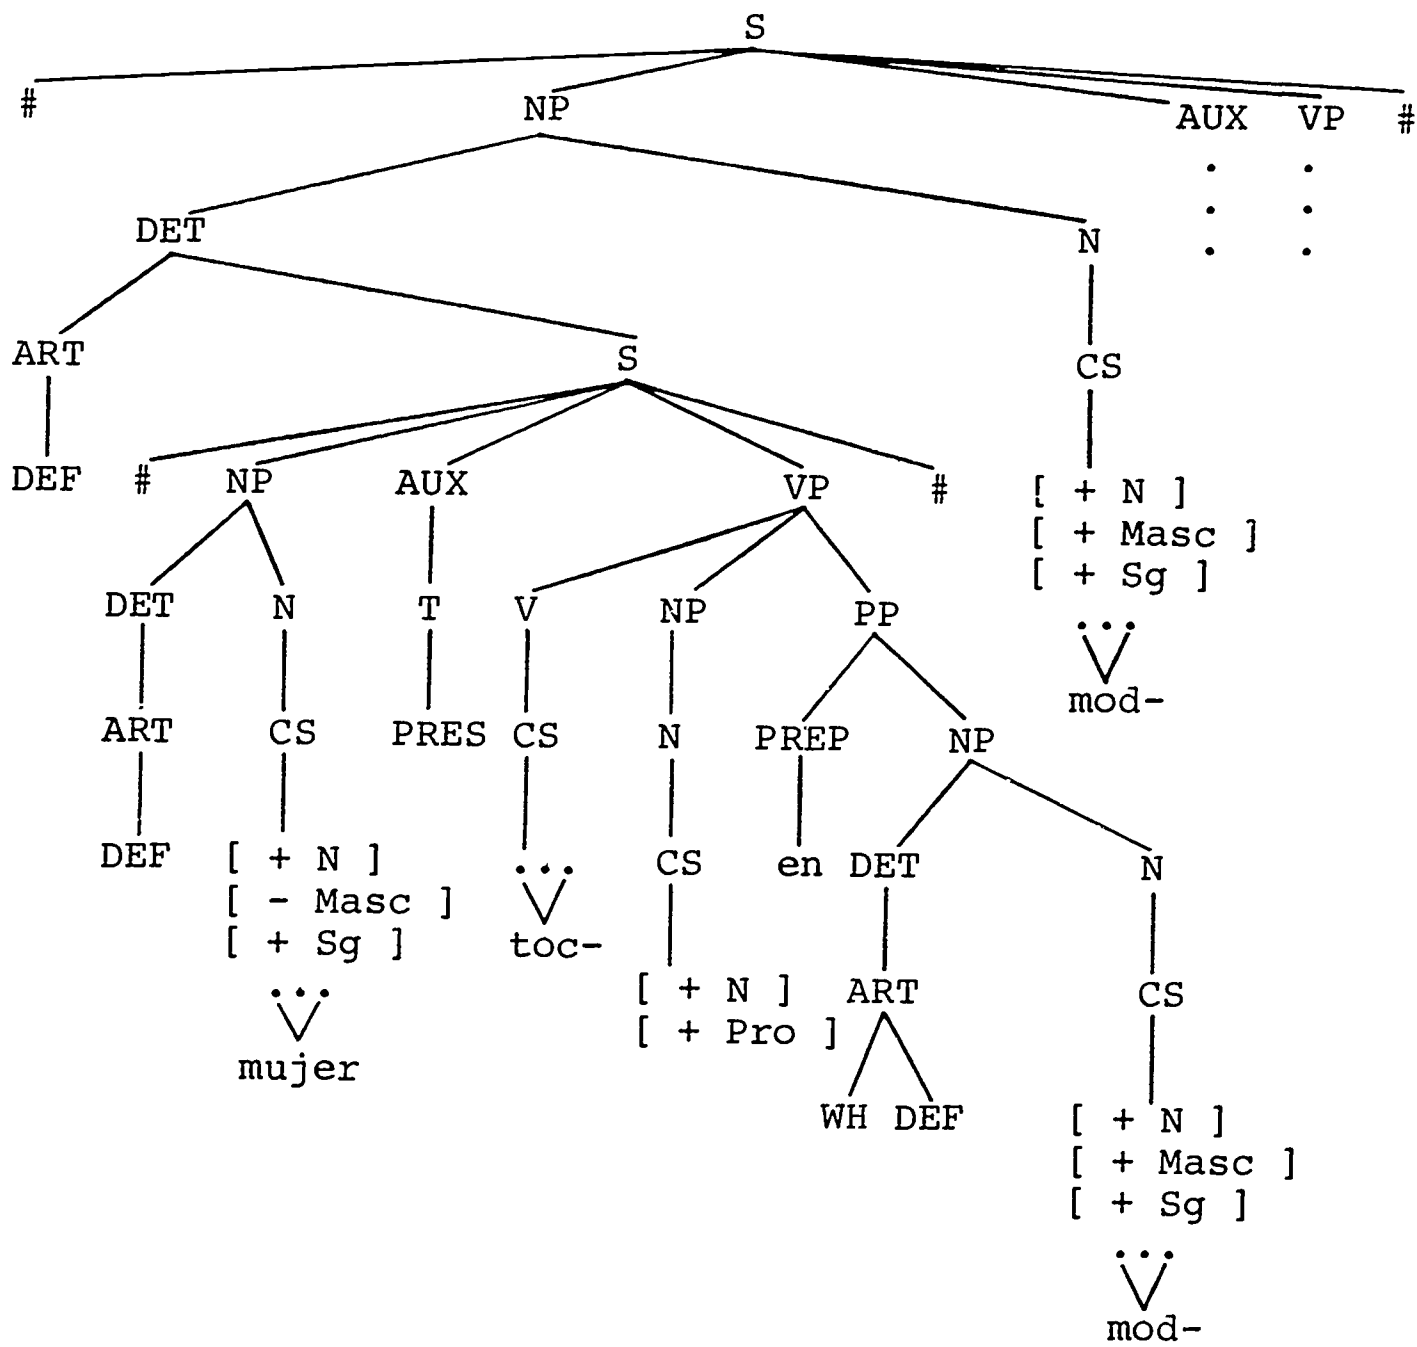 S
# NP AUX VP #
DET N
ART S CS
DEF # NP AUX VP # [ + N ]
[ + Masc ]
[ + Sg ]
DET N T V NP PP
mod-
ART CS PRES CS N PREP NP
DEF [ + N ] CS en DET N
[ - Masc ]
[ + Sg ] toc-
[ + N ] ART CS
[ + Pro ]
mujer
WH DEF [ + N ]
[ + Masc ]
[ + Sg ]
mod-